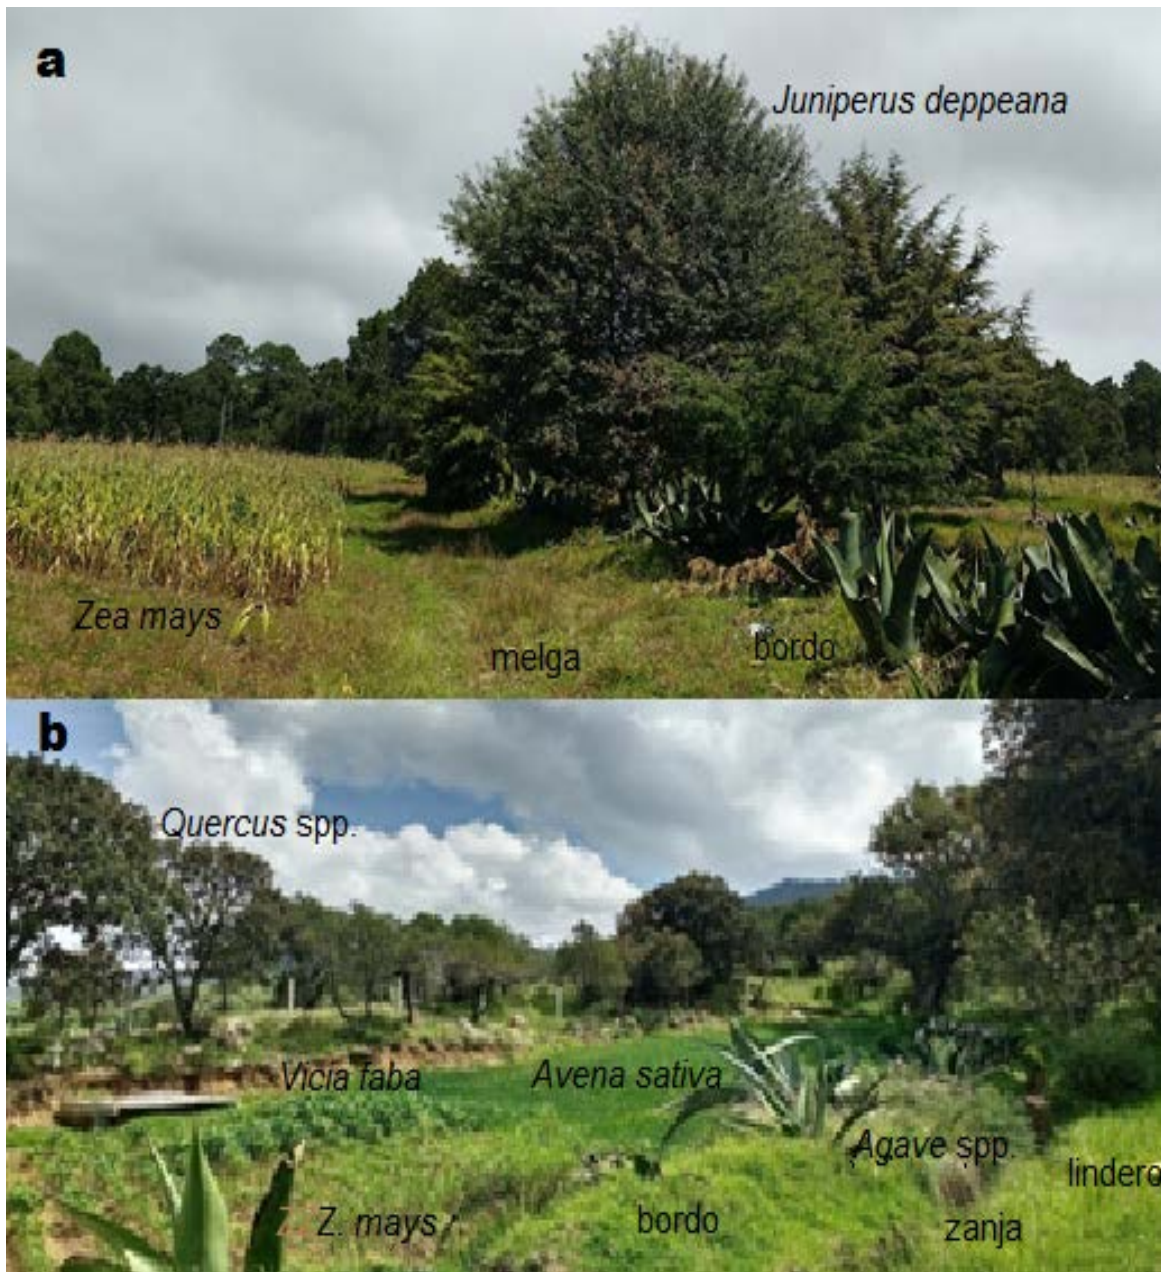 a
Juniperus deppeana
Zea mays
melga
bordo
b
Quercus spp.
Vicia faba
Avena sativa
Agave spp.
lindero
Z. mays
bordo
zanja